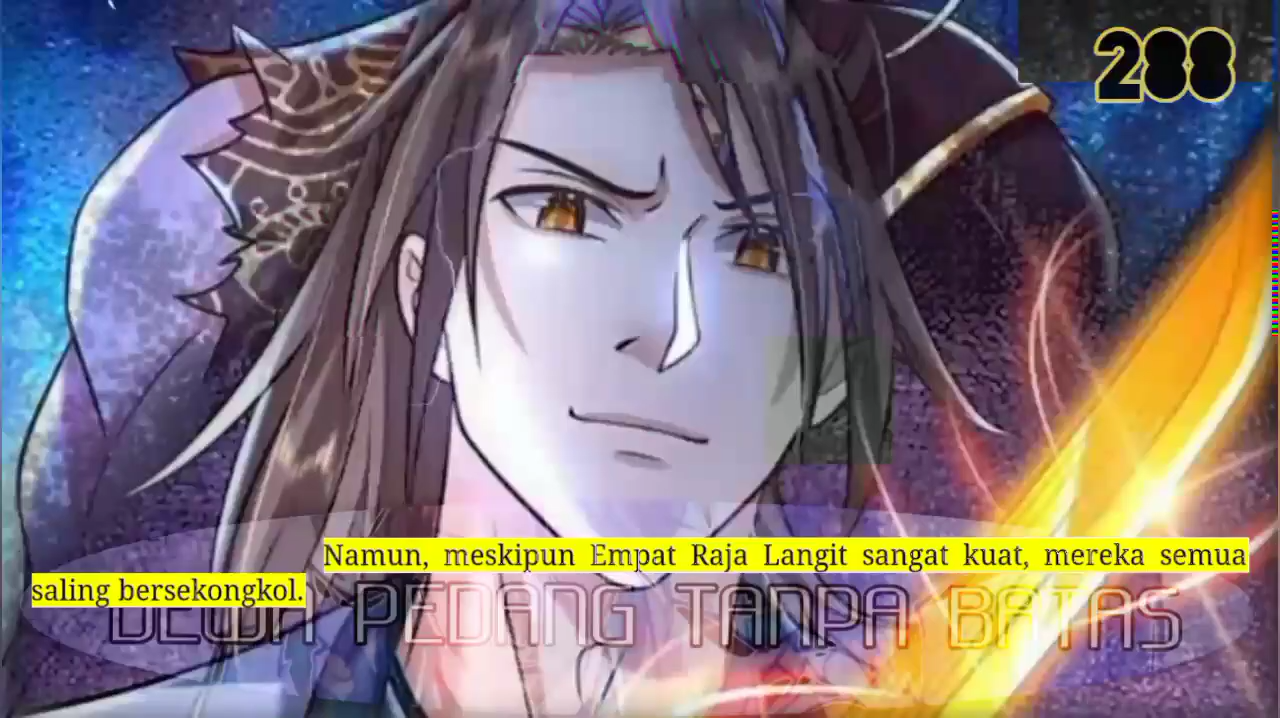 288
Namun, meskipun Empat Raja Langit sangat kuat, mereka semua
saling bersekongkol.
DEWA PEDANG TANPA BATAS